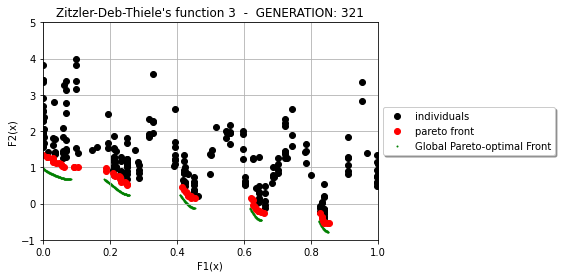 Zitzler-Deb-Thiele's function 3 - GENERATION: 321
5
4
3
2
1
0
−1
F2(x)
0.0 0.2 0.4 0.6 0.8 1.0
F1(x)
individuals
pareto front
Global Pareto-optimal Front